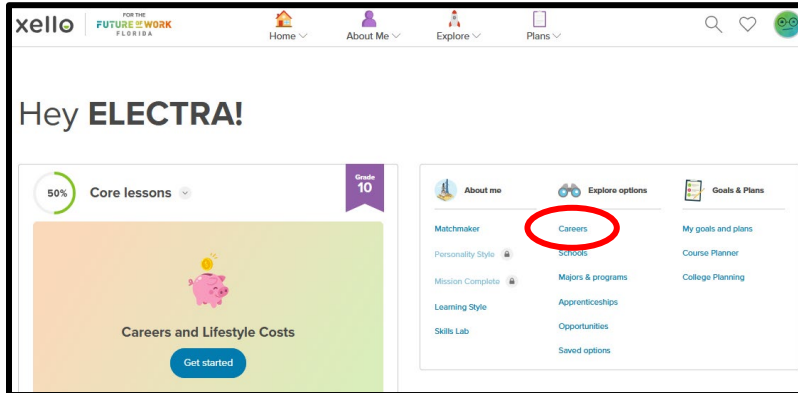 xello
FOR THE
FUTURE OF WORK
FLORIDA
Home
About Me
Explore
Plans
Hey ELECTRA!
50%
Core lessons
Grade
10
Careers and Lifestyle Costs
Get started
About me
Matchmaker
Personality Style
Mission Complete
Learning Style
Skills Lab
Explore options
Careers
Schools
Majors & programs
Apprenticeships
Opportunities
Saved options
Goals & Plans
My goals and plans
Course Planner
College Planning